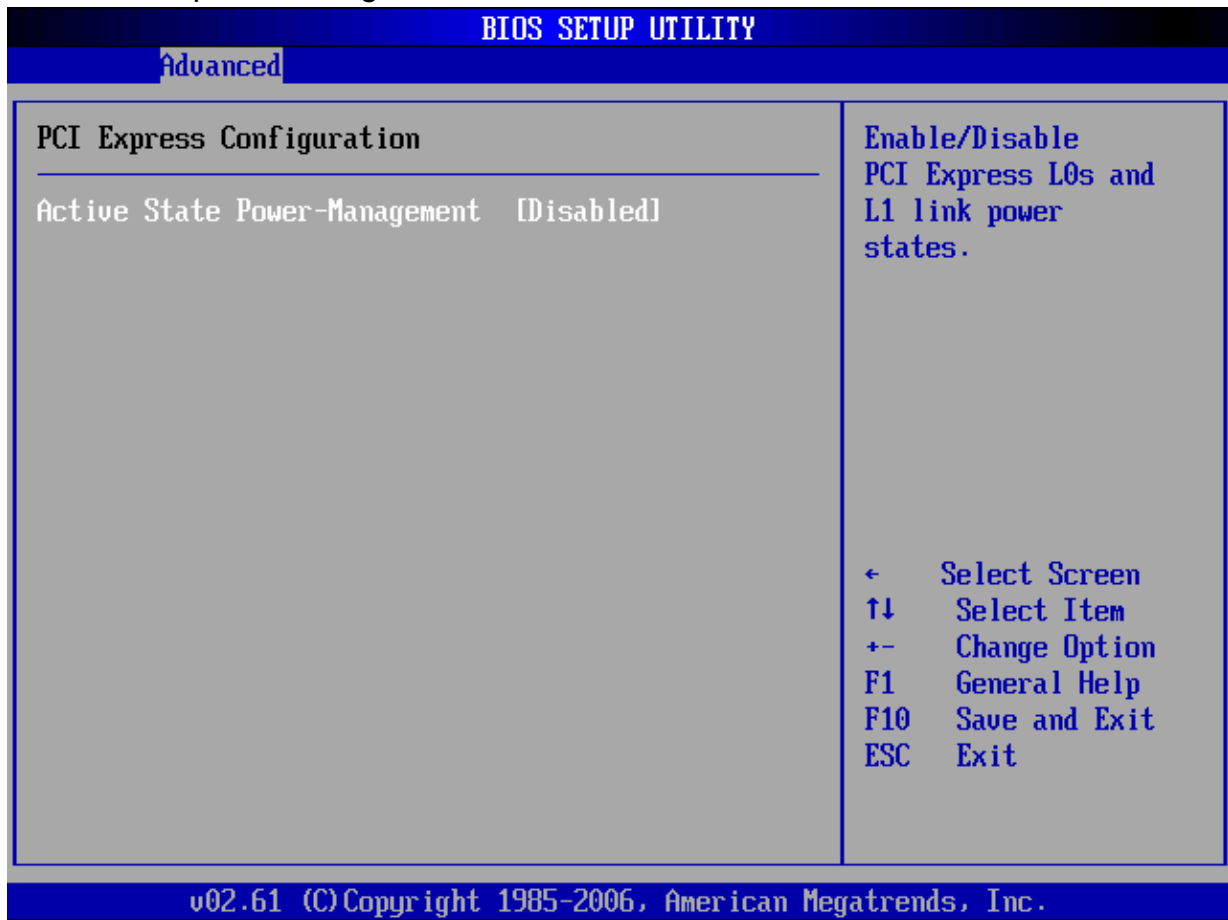 BIOS SETUP UTILITY
Advanced
PCI Express Configuration
Active State Power-Management [Disabled]
Enable/Disable
PCI Express L0s and
L1 link power
states.
← Select Screen
↑↓ Select Item
+- Change Option
F1 General Help
F10 Save and Exit
ESC Exit
v02.61 (C)Copyright 1985-2006, American Megatrends, Inc.